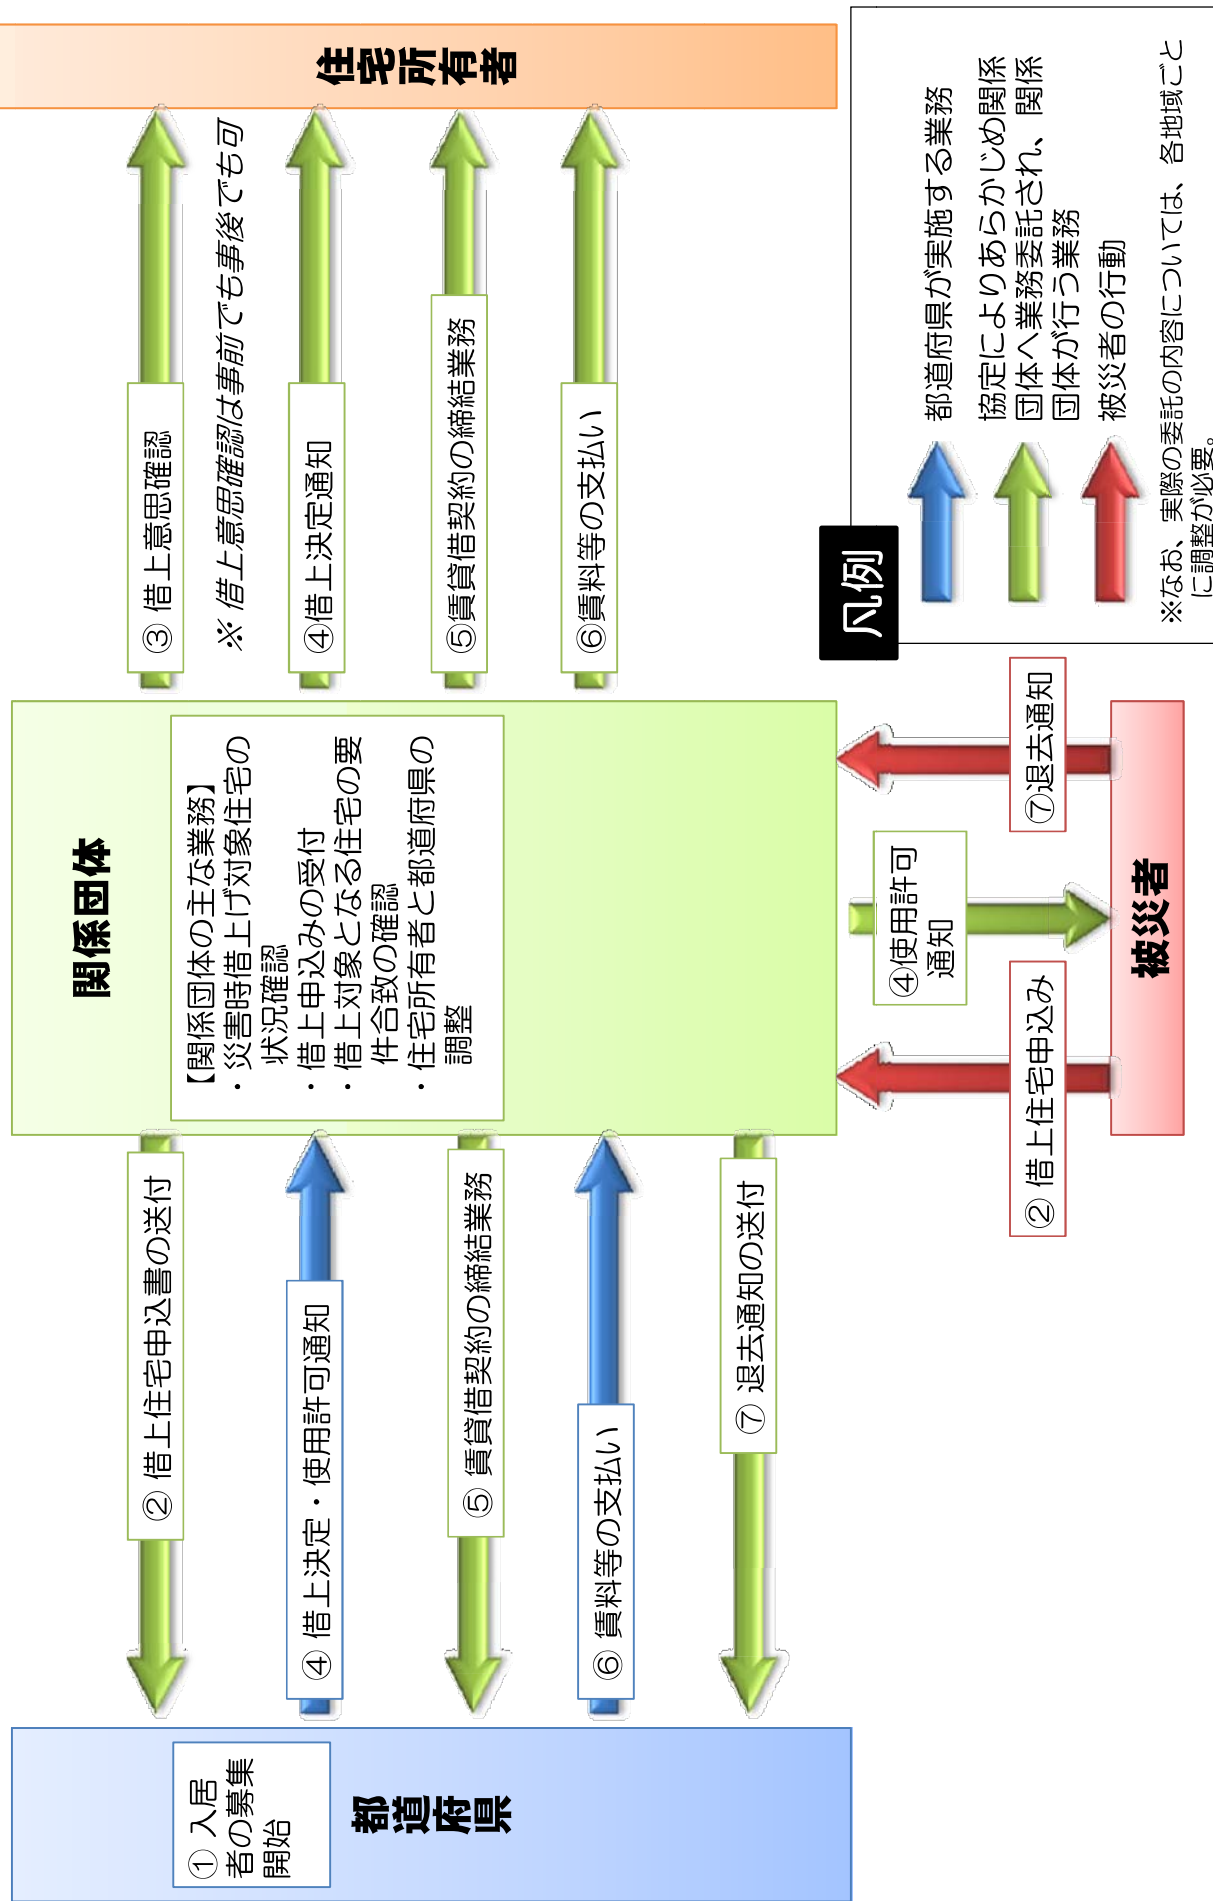 都道府県
① 入居
者の募集
開始
② 借上住宅申込書の送付
④ 借上決定・使用許可通知
⑤ 賃貸借契約の締結業務
⑥ 賃料等の支払い
⑦ 退去通知の送付
関係団体
【関係団体の主な業務】
・災害時借上げ対象住宅の
状況確認
・借上申込みの受付
・借上対象となる住宅の要
件合致の確認
・住宅所有者と都道府県の
調整
③ 借上意思確認
※ 借上意思確認は事前でも事後でも可
④借上決定通知
⑤賃貸借契約の締結業務
⑥賃料等の支払い
住宅所有者
② 借上住宅申込み
④使用許可
通知
⑦退去通知
被災者
凡例
都道府県が実施する業務
協定によりあらかじめ関係
団体へ業務委託され、関係
団体が行う業務
被災者の行動
※なお、実際の委託の内容については、各地域ごと
に調整が必要。